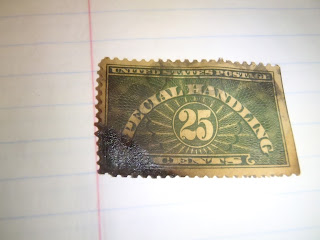 UNITED STATES POSTAGE
SPECIAL HANDLING
25
CENTS